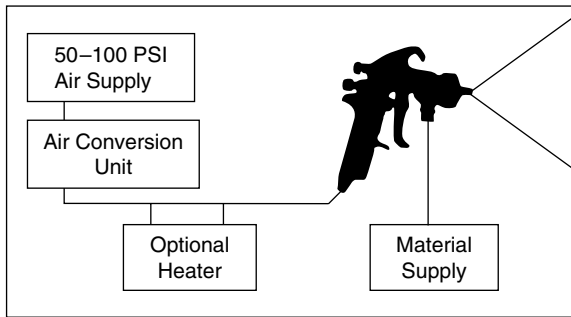 50–100 PSI
Air Supply
Air Conversion
Unit
Optional
Heater
Material
Supply